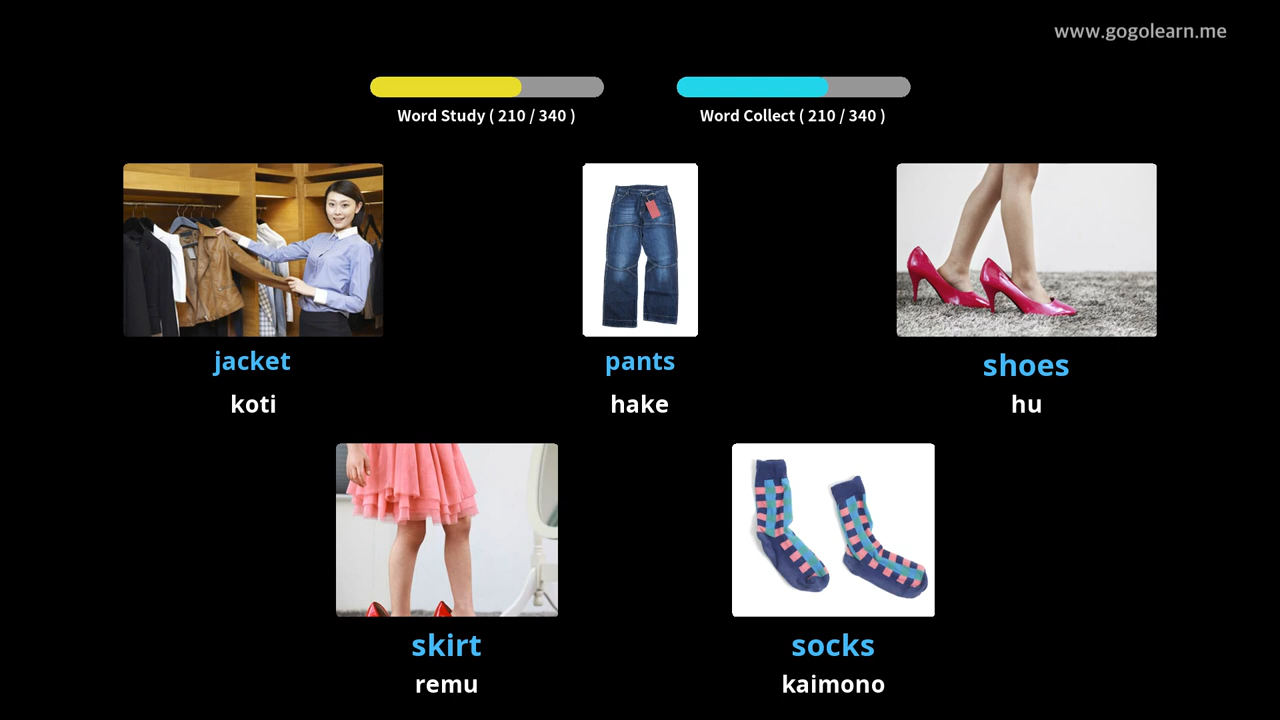 www.gogolearn.me
Word Study ( 210 / 340 )
Word Collect ( 210 / 340 )
jacket
koti
pants
hake
shoes
hu
skirt
remu
socks
kaimono